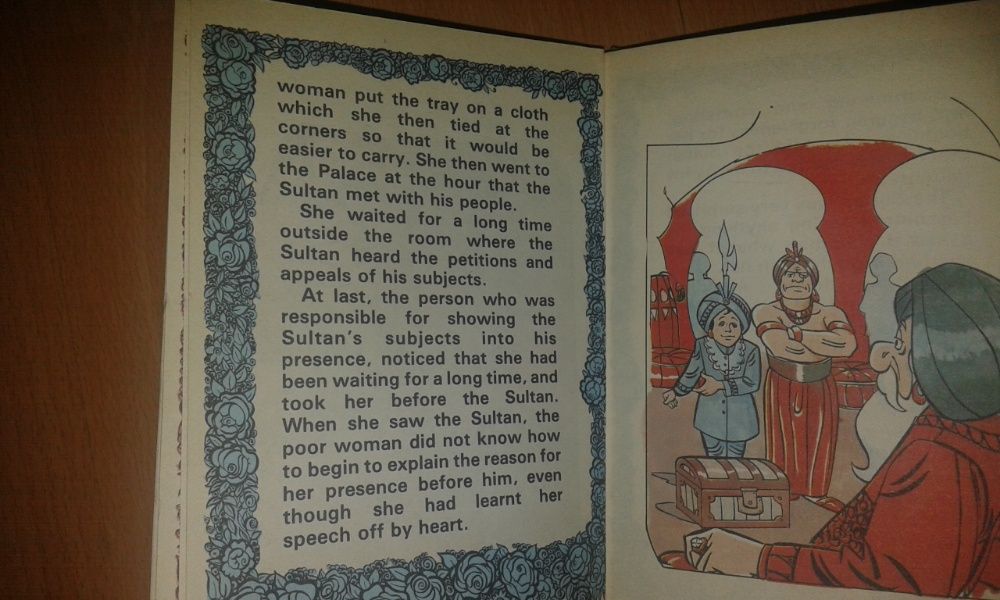 woman put the tray on a cloth
which she then tied at the
corners so that it would be
easier to carry. She then went to
the Palace at the hour that the
Sultan met with his people.
She waited for a long time
outside the room where the
Sultan heard the petitions and
appeals of his subjects.
At last, the person who was
responsible for showing the
Sultan's subjects into his
presence, noticed that she had
been waiting for a long time, and
took her before the Sultan.
When she saw the Sultan, the
poor woman did not know how
to begin to explain the reason for
her presence before him, even
though she had learnt her
speech off by heart.